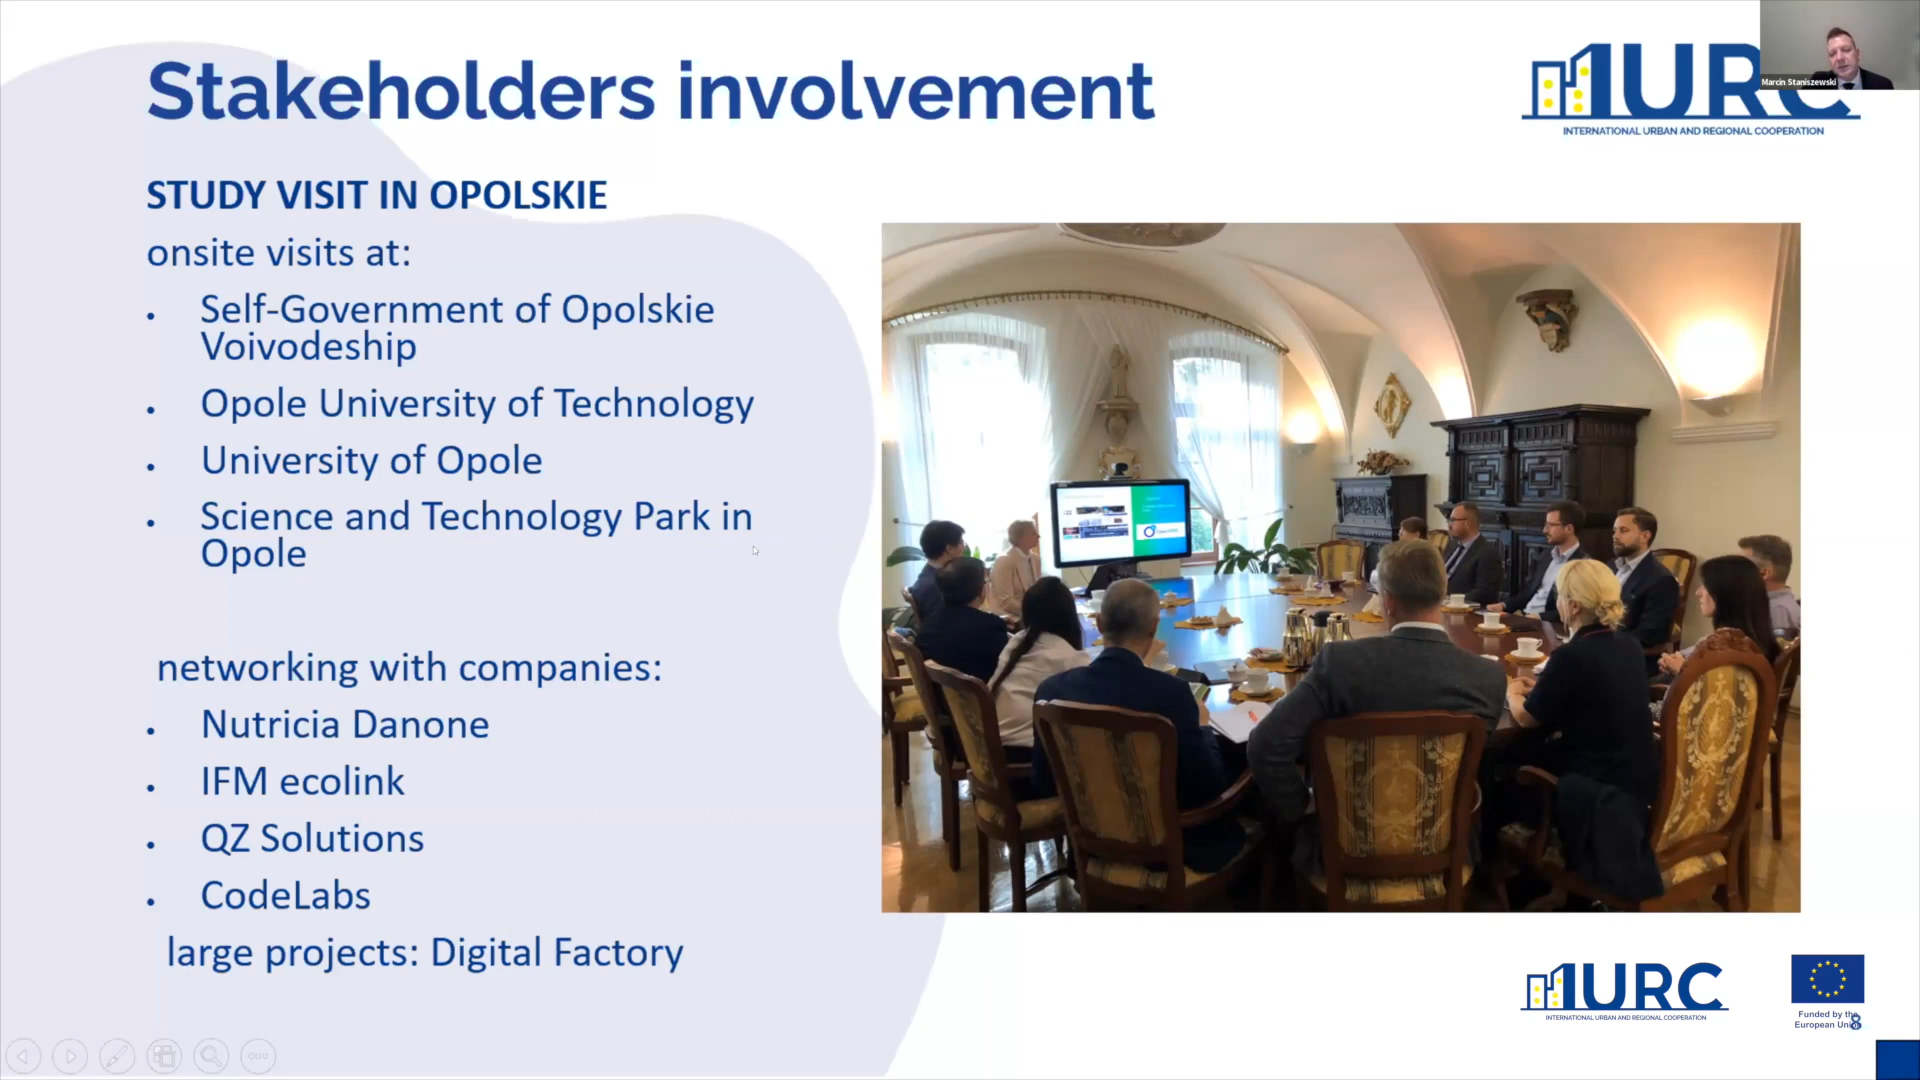 Stakeholders involvement
IURC
INTERNATIONAL URBAN AND REGIONAL COOPERATION
Marcin Staniszewski
STUDY VISIT IN OPOLSKIE
onsite visits at:
• Self-Government of Opolskie
Voivodeship
• Opole University of Technology
• University of Opole
• Science and Technology Park in
Opole
networking with companies:
• Nutricia Danone
• IFM ecolink
• QZ Solutions
• CodeLabs
large projects: Digital Factory
IURC
INTERNATIONAL URBAN AND REGIONAL COOPERATION
Funded by the
European Union
8